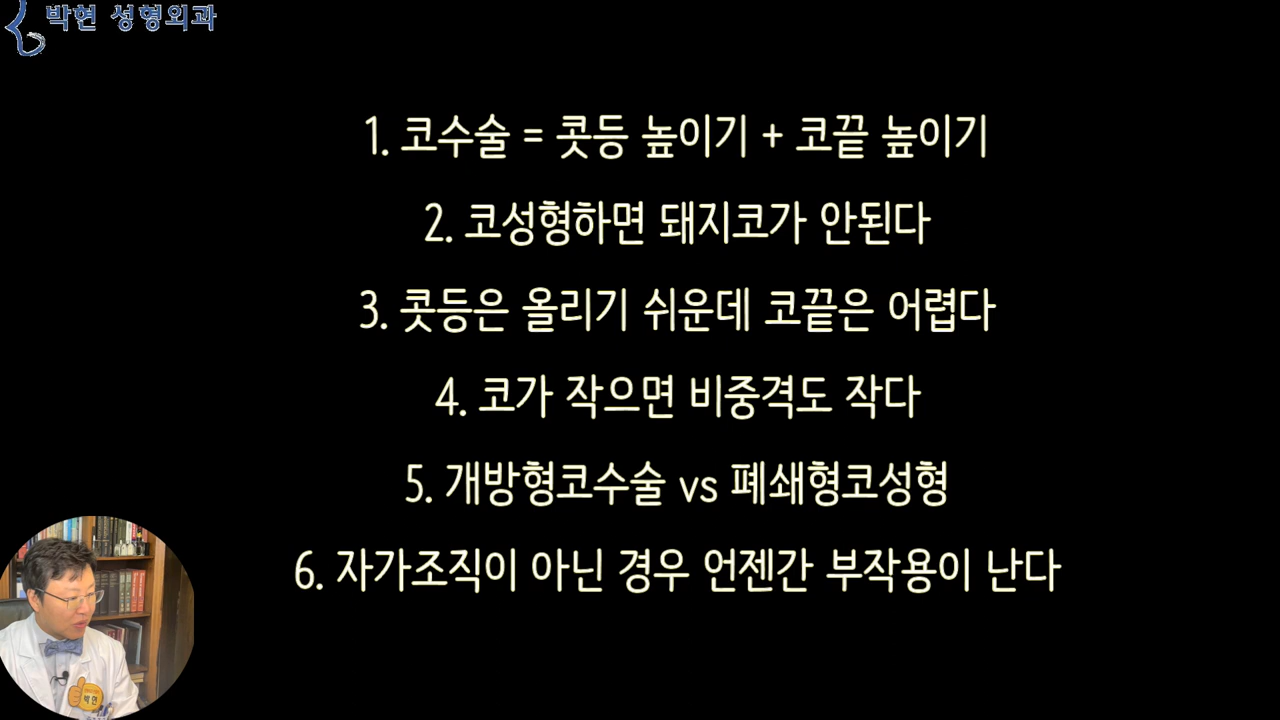 박현 성형외과
1. 코수술 = 콧등 높이기 + 코끝 높이기
2. 코성형하면 돼지코가 안된다
3. 콧등은 올리기 쉬운데 코끝은 어렵다
4. 코가 작으면 비중격도 작다
5. 개방형코수술 vs 폐쇄형코성형
6. 자가조직이 아닌 경우 언젠간 부작용이 난다